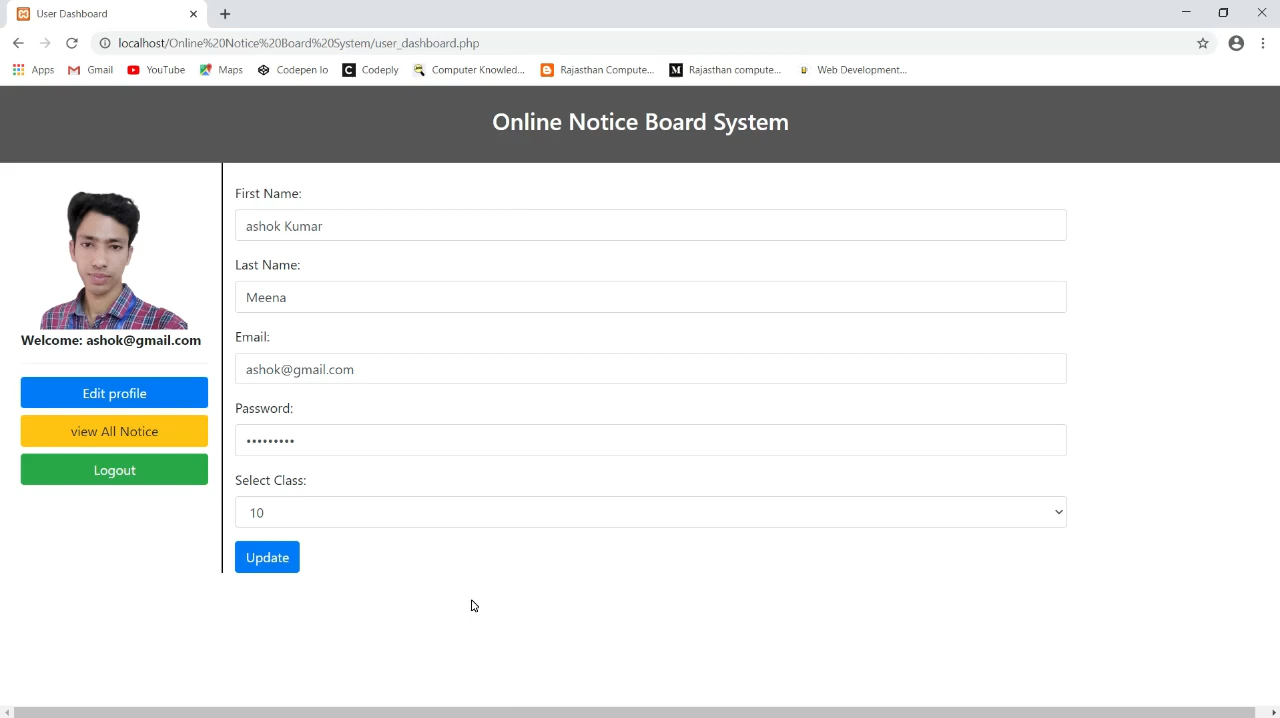 User Dashboard
localhost/Online%20Notice%20Board%20System/user_dashboard.php
Apps Gmail YouTube Maps Codepen Io Codeply Computer Knowled... Rajasthan Compute... Rajasthan compute... Web Development...
Online Notice Board System
Welcome: ashok@gmail.com
Edit profile
view All Notice
Logout
First Name:
ashok Kumar
Last Name:
Meena
Email:
ashok@gmail.com
Password:
•••••••••
Select Class:
10
Update